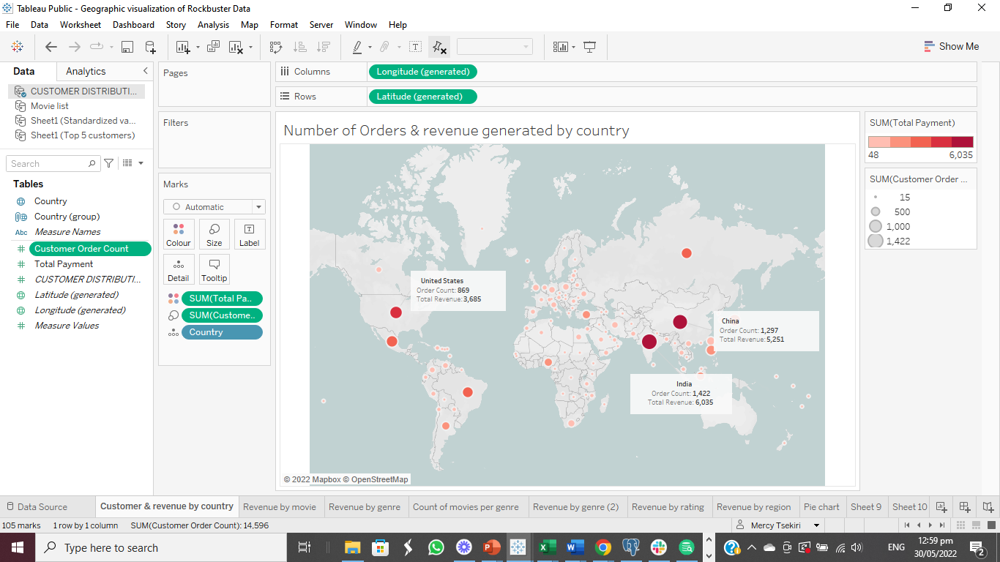 Tableau Public - Geographic visualization of Rockbuster Data
File Data Worksheet Dashboard Story Analysis Map Format Server Window Help
Show Me
Data Analytics
CUSTOMER DISTRIBUTI...
Movie list
Sheet1 (Standardized va...
Sheet1 (Top 5 customers)
Search
Tables
Country
Country (group)
Abc Measure Names
Customer Order Count
Total Payment
CUSTOMER DISTRIBUTI...
Latitude (generated)
Longitude (generated)
Measure Values
Pages
Filters
Marks
Automatic
Colour Size Label
Detail Tooltip
SUM(Total Pa..
SUM(Custome..
Country
Columns Longitude (generated)
Rows Latitude (generated)
Number of Orders & revenue generated by country
United States
Order Count: 869
Total Revenue: 3,685
China
Order Count: 1,297
Total Revenue: 5,251
India
Order Count: 1,422
Total Revenue: 6,035
© 2022 Mapbox © OpenStreetMap
SUM(Total Payment)
48 6,035
SUM(Customer Order ...
15
500
1,000
1,422
Data Source Customer & revenue by country Revenue by movie Revenue by genre Count of movies per genre Revenue by genre (2) Revenue by rating Revenue by region Pie chart Sheet 9 Sheet 10
105 marks 1 row by 1 column SUM(Customer Order Count): 14,596 Mercy Tsekiri
Type here to search
ENG
12:59 pm
30/05/2022
2